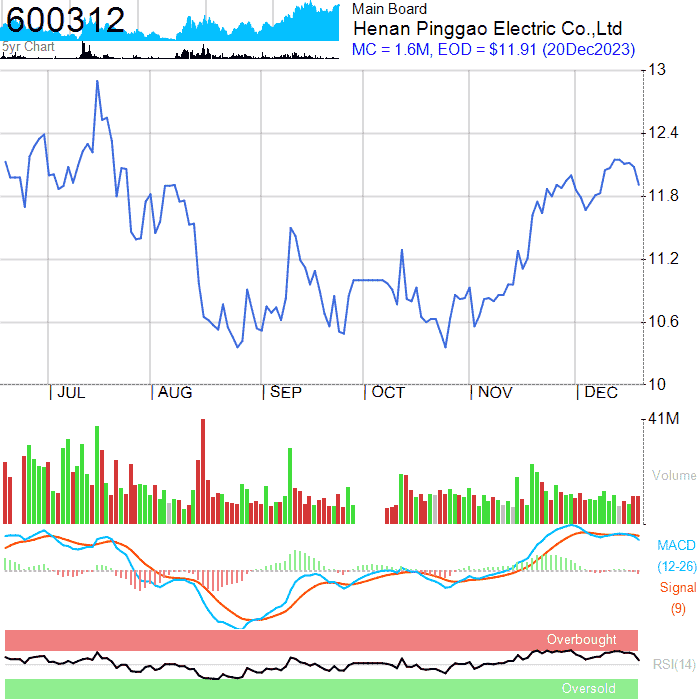 600312
5yr Chart
Main Board
Henan Pinggao Electric Co.,Ltd
MC = 1.6M, EOD = $11.91 (20Dec2023)
13
12.4
11.8
11.2
10.6
10
JUL AUG SEP OCT NOV DEC
41M
Volume
MACD
(12-26)
Signal
(9)
Overbought
RSI(14)
Oversold